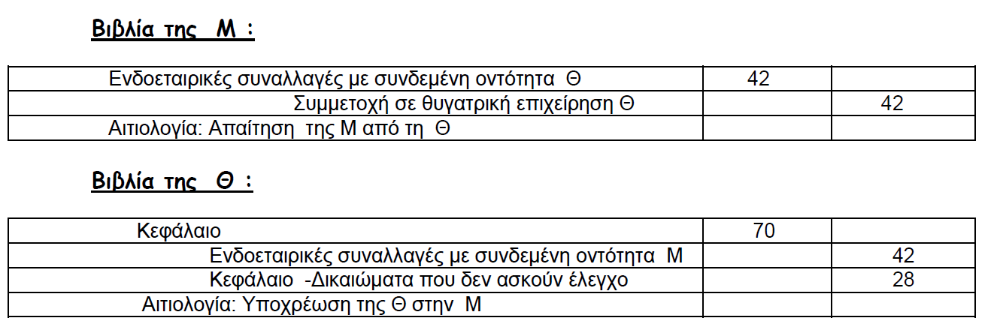 Βιβλία της Μ :
Ενδοεταιρικές συναλλαγές με συνδεμένη οντότητα Θ 42
Συμμετοχή σε θυγατρική επιχείρηση Θ 42
Αιτιολογία: Απαίτηση της Μ από τη Θ
Βιβλία της Θ :
Κεφάλαιο 70
Ενδοεταιρικές συναλλαγές με συνδεμένη οντότητα Μ 42
Κεφάλαιο -Δικαιώματα που δεν ασκούν έλεγχο 28
Αιτιολογία: Υποχρέωση της Θ στην Μ